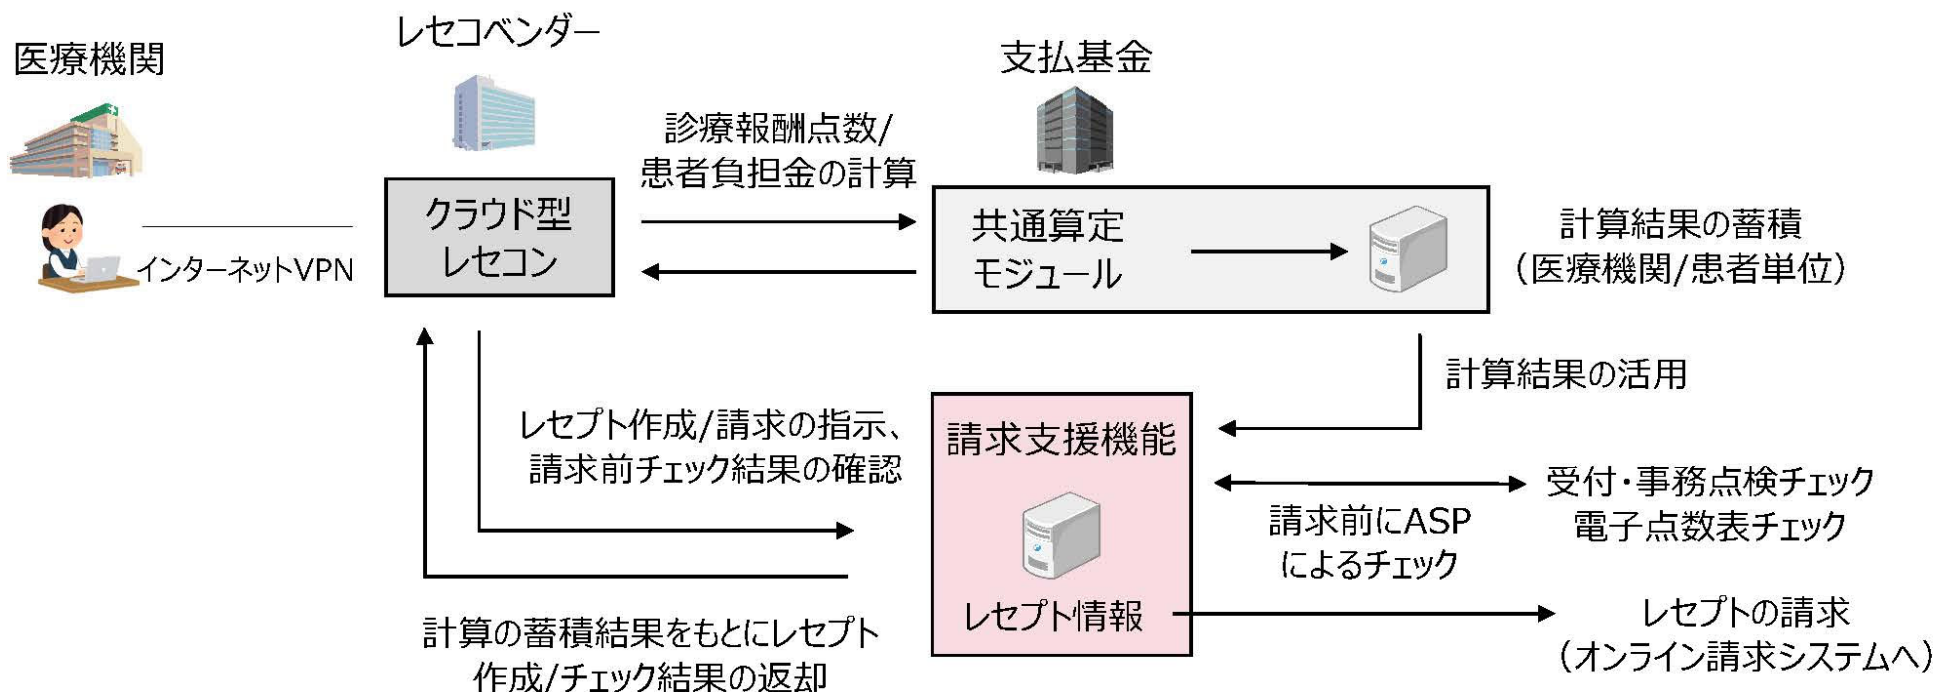 医療機関
レセコベンダー
支払基金
診療報酬点数/
患者負担金の計算
インターネットVPN
クラウド型
レセコン
共通算定
モジュール
計算結果の蓄積
（医療機関/患者単位）
計算結果の活用
レセプト作成/請求の指示、
請求前チェック結果の確認
請求支援機能
レセプト情報
請求前にASP
によるチェック
受付・事務点検チェック
電子点数表チェック
レセプトの請求
（オンライン請求システムへ）
計算の蓄積結果をもとにレセプト
作成/チェック結果の返却